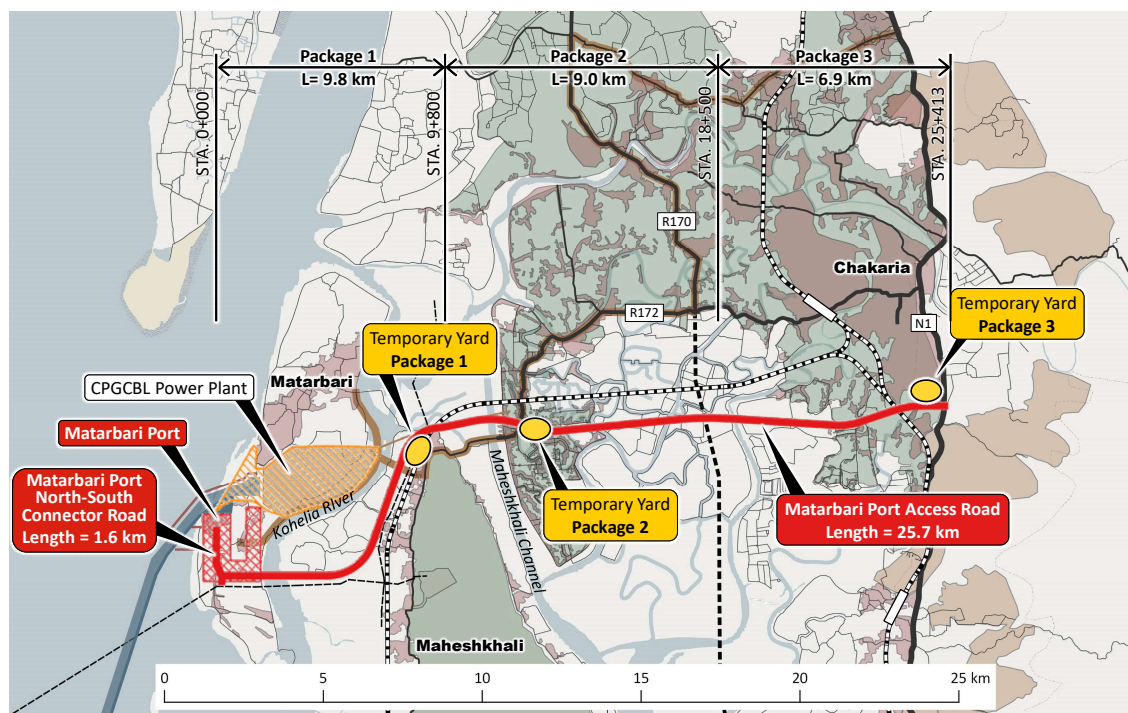 Package 1
L= 9.8 km
Package 2
L= 9.0 km
Package 3
L= 6.9 km
STA. 0+000
STA. 9+800
STA. 18+500
STA. 25+413
R170
Chakaria
R172
N1
Temporary Yard
Package 3
Temporary Yard
Package 1
Matarbari
CPGCBL Power Plant
Matarbari Port
Matarbari Port
North-South
Connector Road
Length = 1.6 km
Kohelia River
Maheshkhali Channel
Temporary Yard
Package 2
Matarbari Port Access Road
Length = 25.7 km
Maheshkhali
0 5 10 15 20 25 km